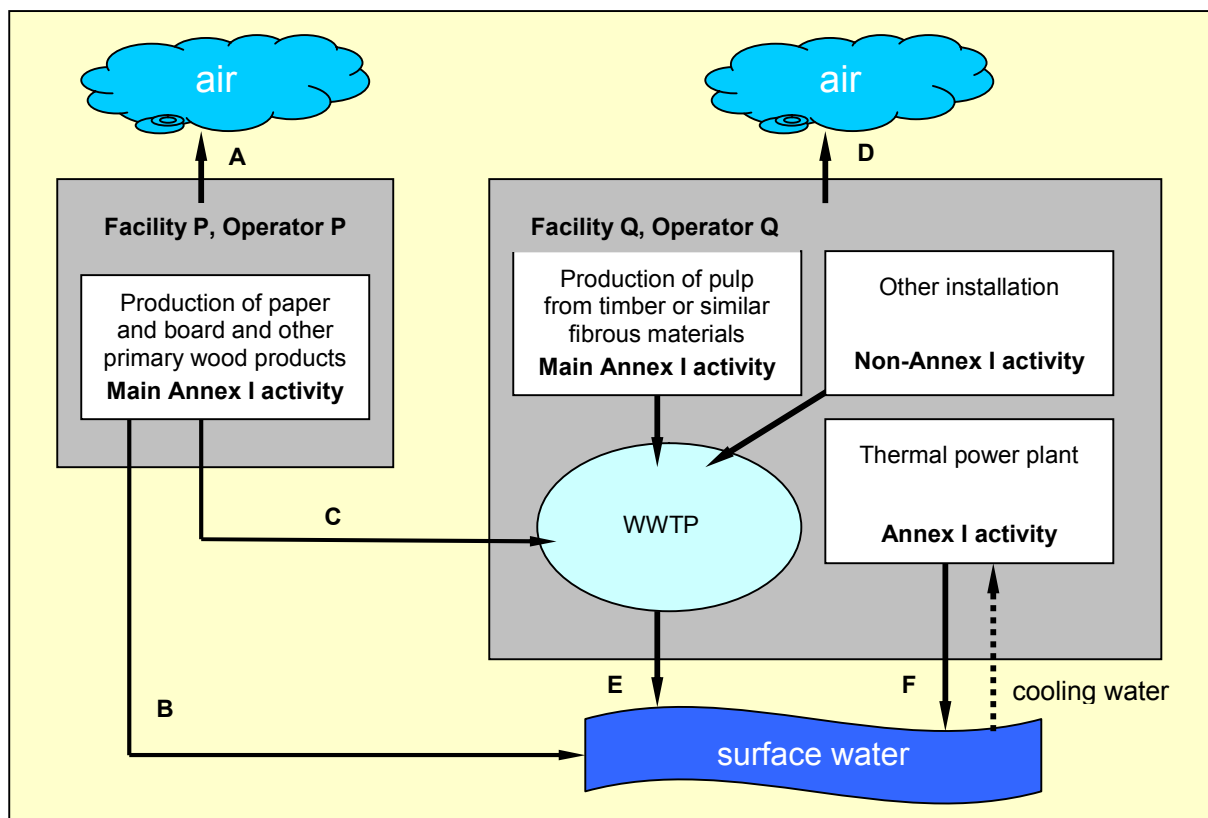 air
air
A
D
Facility P, Operator P
Production of paper
and board and other
primary wood products
Main Annex I activity
Facility Q, Operator Q
Production of pulp
from timber or similar
fibrous materials
Main Annex I activity
Other installation
Non-Annex I activity
Thermal power plant
Annex I activity
WWTP
C
B
E
F
cooling water
surface water